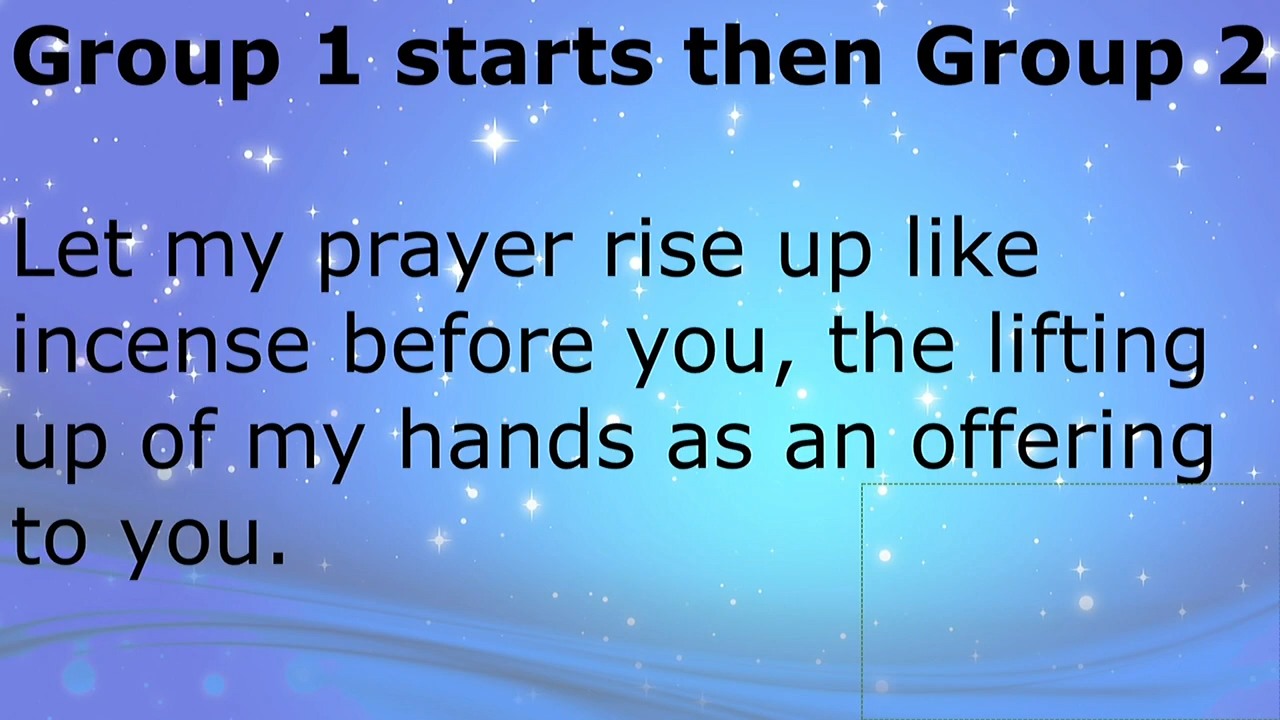 Group 1 starts then Group 2
Let my prayer rise up like
incense before you, the lifting
up of my hands as an offering
to you.